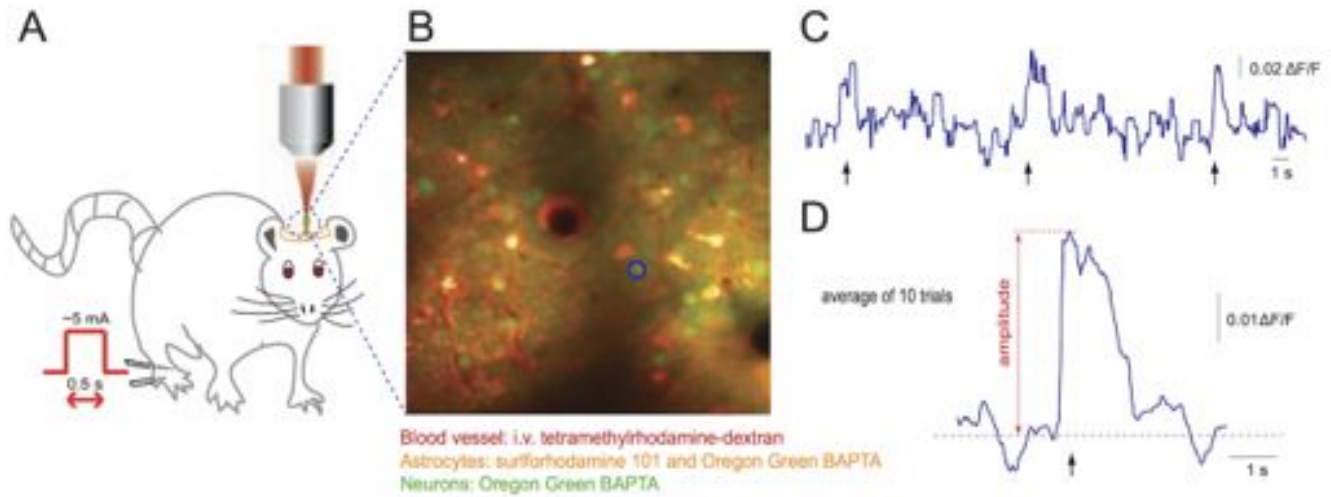 A
B
C
D
~5 mA
0.5 s
Blood vessel: i.v. tetramethylrhodamine-dextran
Astrocytes: surlforhodamine 101 and Oregon Green BAPTA
Neurons: Oregon Green BAPTA
0.02 ΔF/F
1 s
average of 10 trials
amplitude
0.01ΔF/F
1 s